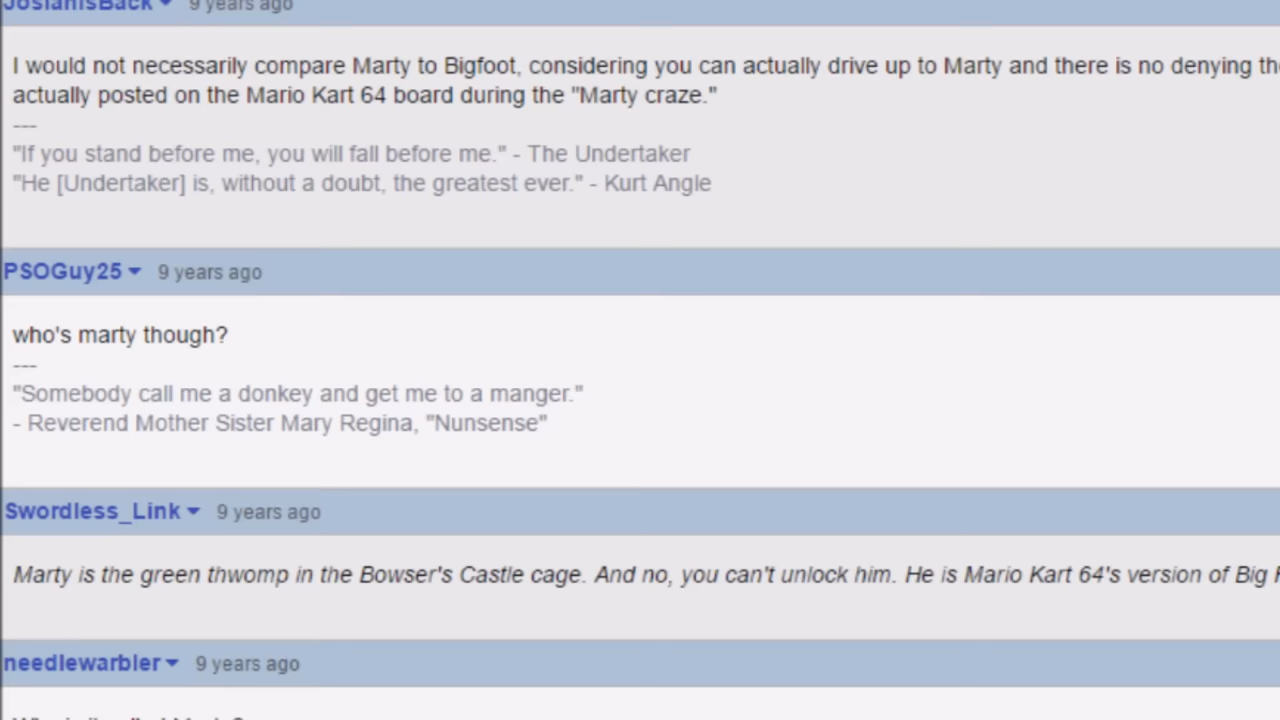 JosiahIsBack 9 years ago
I would not necessarily compare Marty to Bigfoot, considering you can actually drive up to Marty and there is no denying
actually posted on the Mario Kart 64 board during the "Marty craze."
---
"If you stand before me, you will fall before me." - The Undertaker
"He [Undertaker] is, without a doubt, the greatest ever." - Kurt Angle
PSOGuy25 9 years ago
who's marty though?
---
"Somebody call me a donkey and get me to a manger."
- Reverend Mother Sister Mary Regina, "Nunsense"
Swordless_Link 9 years ago
Marty is the green thwomp in the Bowser's Castle cage. And no, you can't unlock him. He is Mario Kart 64's version of Big
needlewarbler 9 years ago